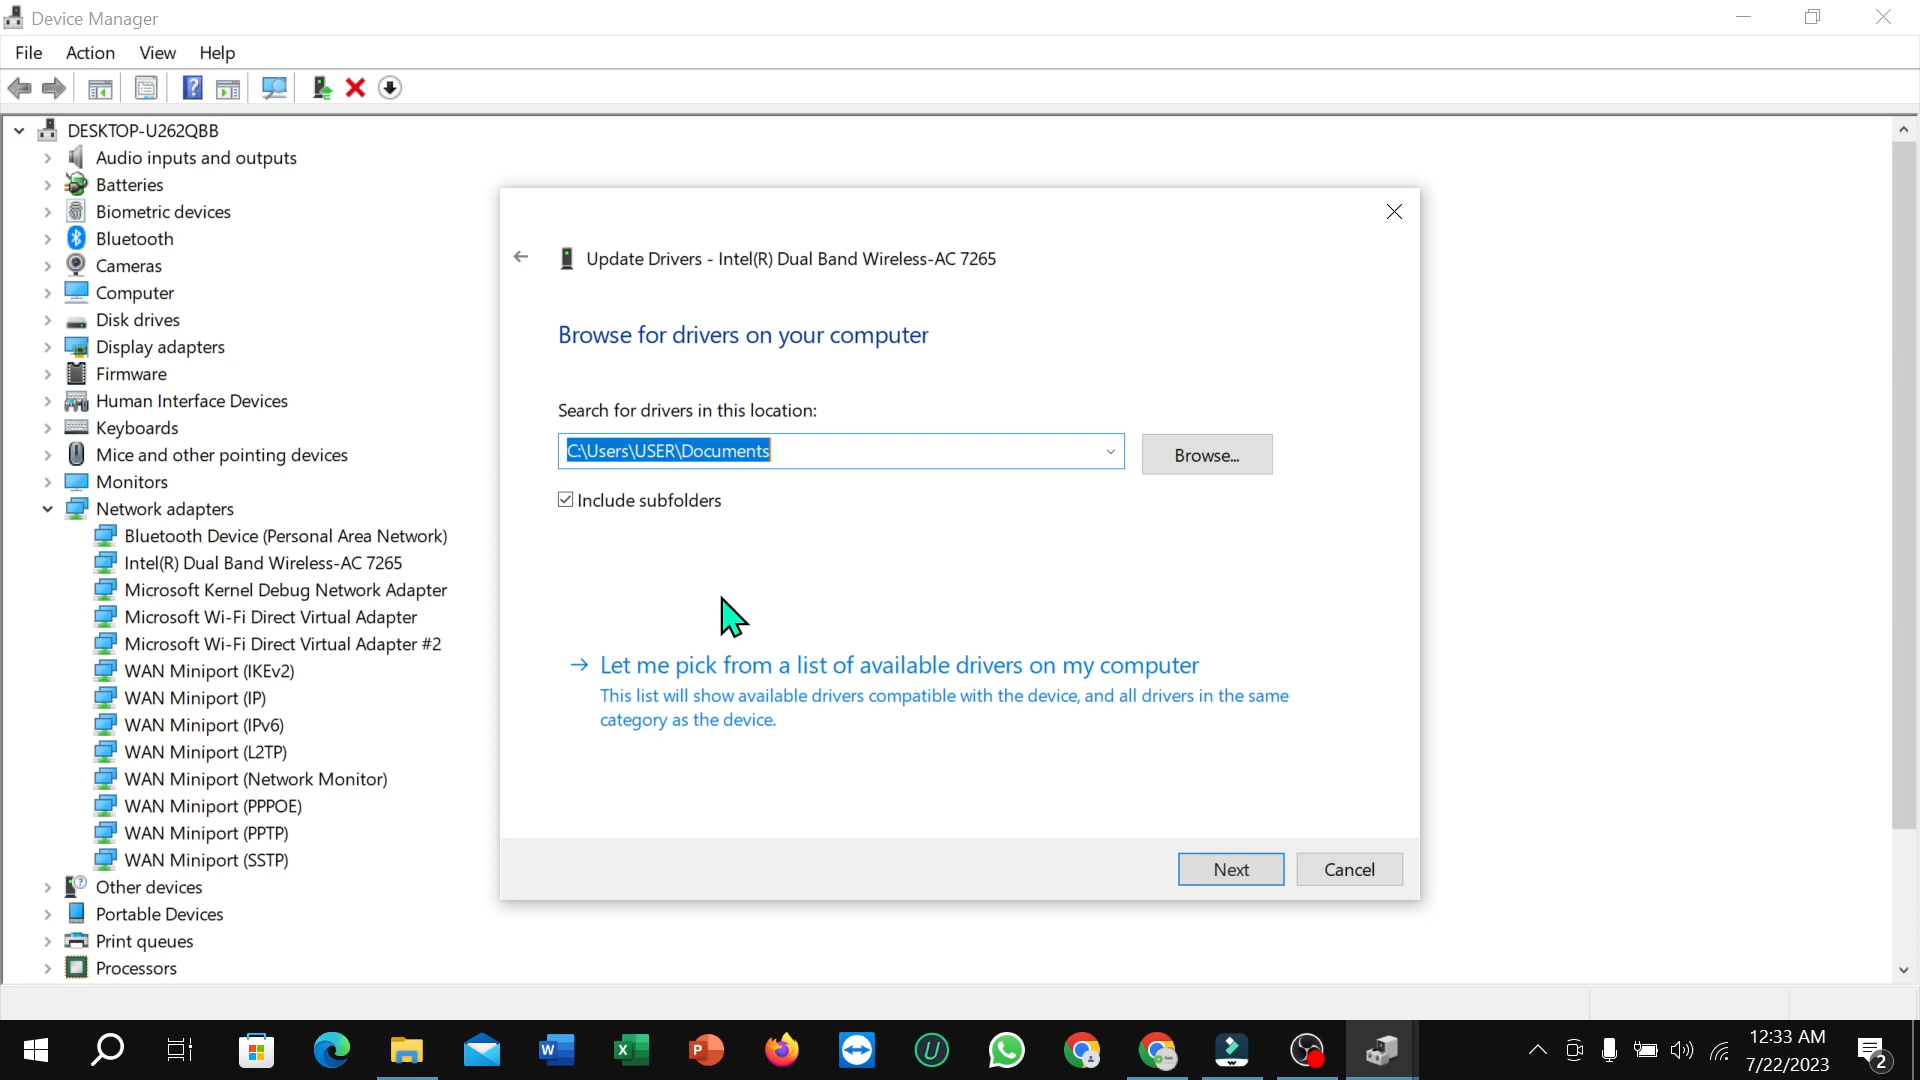 Device Manager
File Action View Help
DESKTOP-U262QBB
Audio inputs and outputs
Batteries
Biometric devices
Bluetooth
Cameras
Computer
Disk drives
Display adapters
Firmware
Human Interface Devices
Keyboards
Mice and other pointing devices
Monitors
Network adapters
Bluetooth Device (Personal Area Network)
Intel(R) Dual Band Wireless-AC 7265
Microsoft Kernel Debug Network Adapter
Microsoft Wi-Fi Direct Virtual Adapter
Microsoft Wi-Fi Direct Virtual Adapter #2
WAN Miniport (IKEv2)
WAN Miniport (IP)
WAN Miniport (IPv6)
WAN Miniport (L2TP)
WAN Miniport (Network Monitor)
WAN Miniport (PPPOE)
WAN Miniport (PPTP)
WAN Miniport (SSTP)
Other devices
Portable Devices
Print queues
Processors
Update Drivers - Intel(R) Dual Band Wireless-AC 7265
Browse for drivers on your computer
Search for drivers in this location:
C:\Users\USER\Documents
Browse...
Include subfolders
Let me pick from a list of available drivers on my computer
This list will show available drivers compatible with the device, and all drivers in the same
category as the device.
Next Cancel
12:33 AM
7/22/2023
2